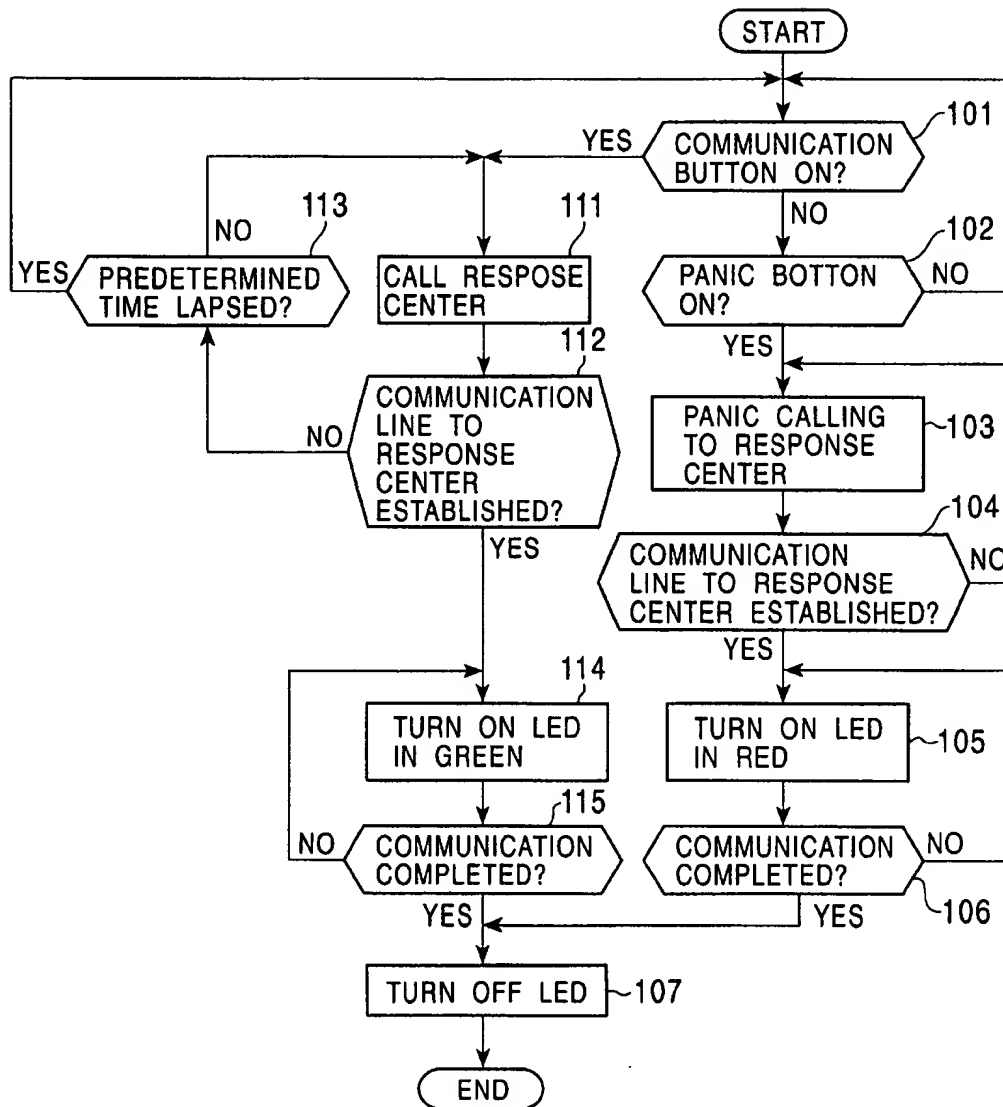 START
101
YES
COMMUNICATION
BUTTON ON?
NO
113
NO
YES
PREDETERMINED
TIME LAPSED?
111
CALL RESPOSE
CENTER
102
PANIC BOTTON
ON?
NO
YES
112
COMMUNICATION
LINE TO
RESPONSE
CENTER
ESTABLISHED?
NO
YES
PANIC CALLING
TO RESPONSE
CENTER
103
104
COMMUNICATION
LINE TO RESPONSE
CENTER ESTABLISHED?
NO
YES
114
TURN ON LED
IN GREEN
TURN ON LED
IN RED
105
115
NO
COMMUNICATION
COMPLETED?
YES
COMMUNICATION
COMPLETED?
NO
106
YES
TURN OFF LED
107
END